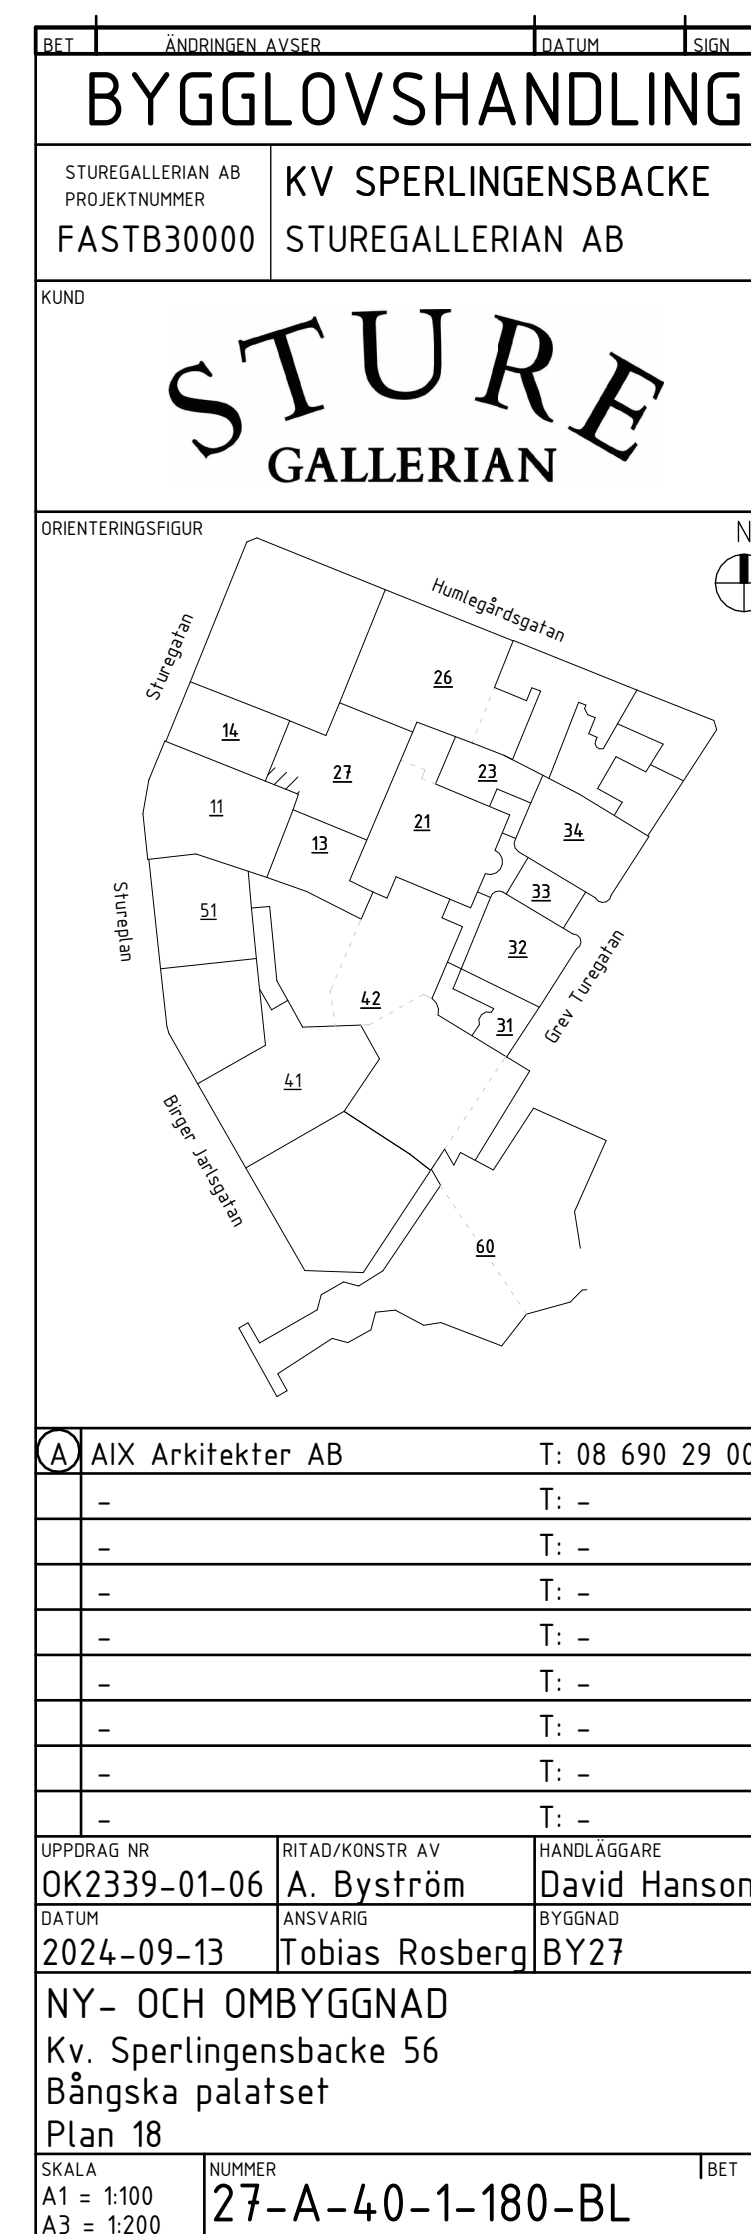 BET ÄNDRINGEN AVSER DATUM SIGN
BYGGLOVSHANDLING
STUREGALLERIAN AB
PROJEKTNUMMER
FASTB30000
KV SPERLINGENSBACKE
STUREGALLERIAN AB
KUND
STURE
GALLERIAN
ORIENTERINGSFIGUR
N
Humlegårdsgatan
Sturegatan
26
14
27
23
11
21
13
34
33
51
32
Stureplan
Grev Turegatan
42
31
41
Birger Jarlsgatan
60
A AIX Arkitekter AB T: 08 690 29 00
- T: -
- T: -
- T: -
- T: -
- T: -
- T: -
- T: -
- T: -
UPPDRAG NR RITAD/KONSTR AV HANDLÄGGARE
OK2339-01-06 A. Byström David Hanson
DATUM ANSVARIG BYGGNAD
2024-09-13 Tobias Rosberg BY27
NY- OCH OMBYGGNAD
Kv. Sperlingensbacke 56
Bångska palatset
Plan 18
SKALA NUMMER BET
A1 = 1:100
A3 = 1:200
27-A-40-1-180-BL